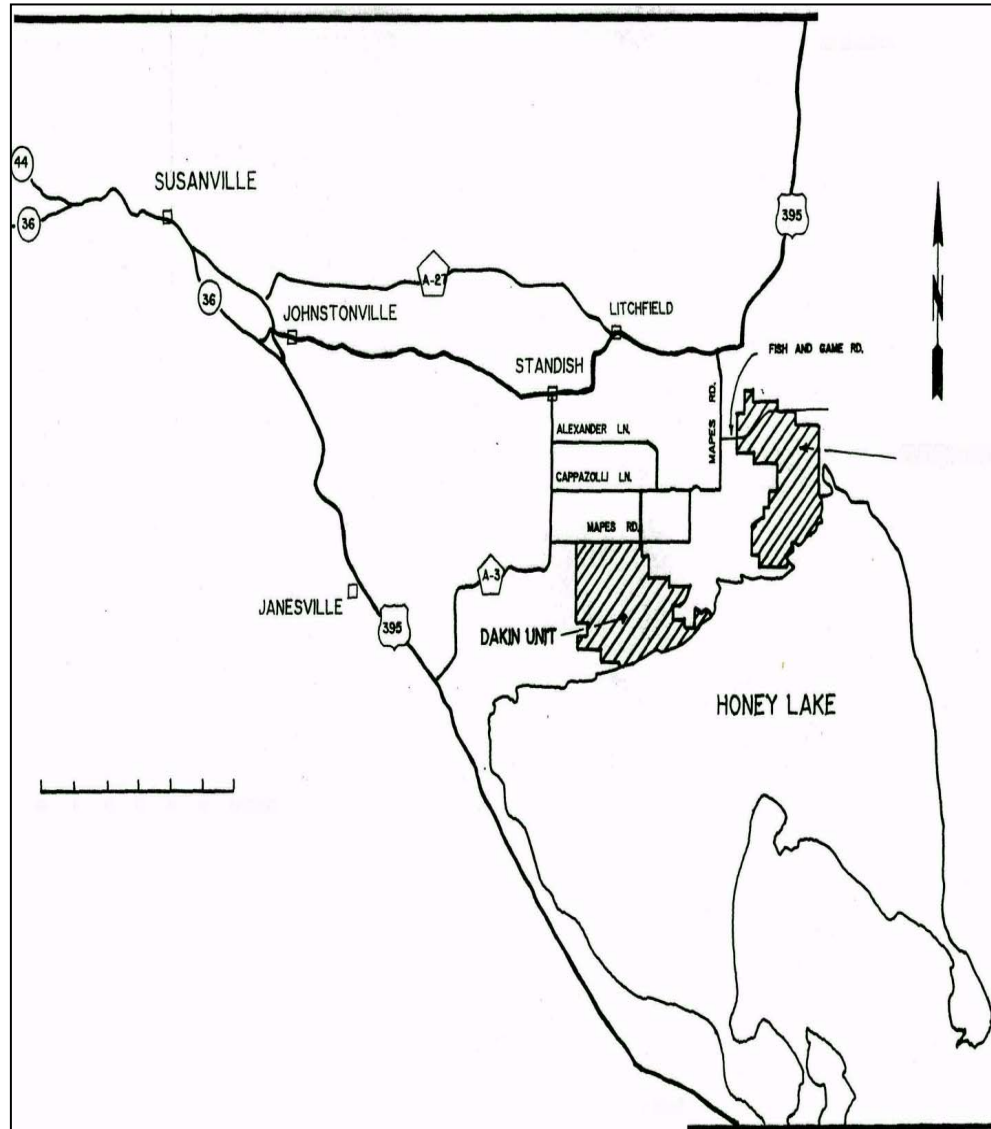 44
SUSANVILLE
36
395
A-27
36
JOHNSTONVILLE
LITCHFIELD
FISH AND GAME RD.
STANDISH
MAPES RD.
ALEXANDER LN.
CAPPAZOLLI LN.
MAPES RD.
A-3
JANESVILLE
395
DAKIN UNIT
HONEY LAKE
N